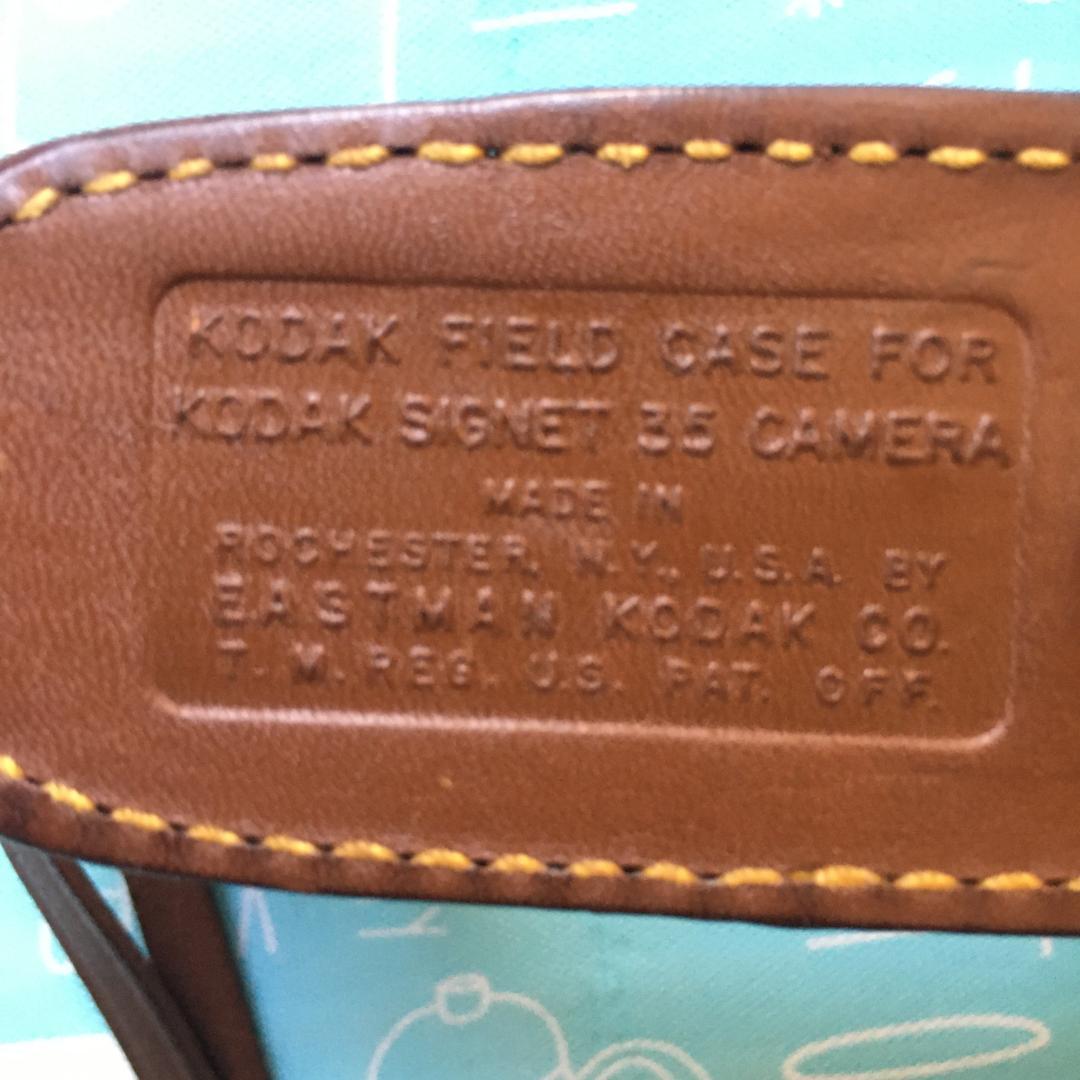 KODAK FIELD CASE FOR
KODAK SIGNET 35 CAMERA
MADE IN
ROCHESTER, N.Y., U.S.A. BY
EASTMAN KODAK CO.
T. M. REG. U.S. PAT. OFF.